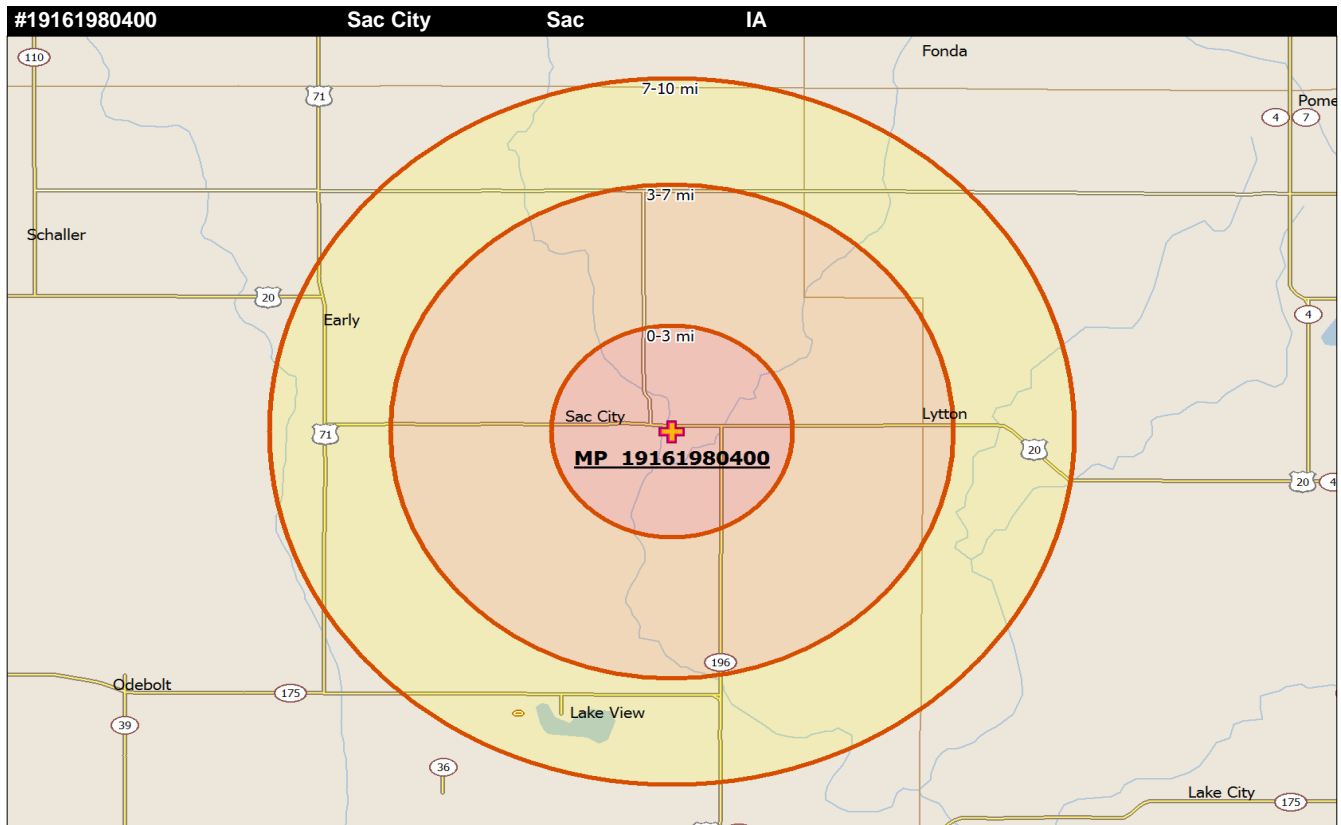 #19161980400 Sac City Sac IA
110
Fonda
71
7-10 mi
4 7
3-7 mi
Schaller
20
Early
4
0-3 mi
Sac City
Lytton
71
20
MP 19161980400
20
196
Odebolt
175
Lake View
39
36
Lake City
175